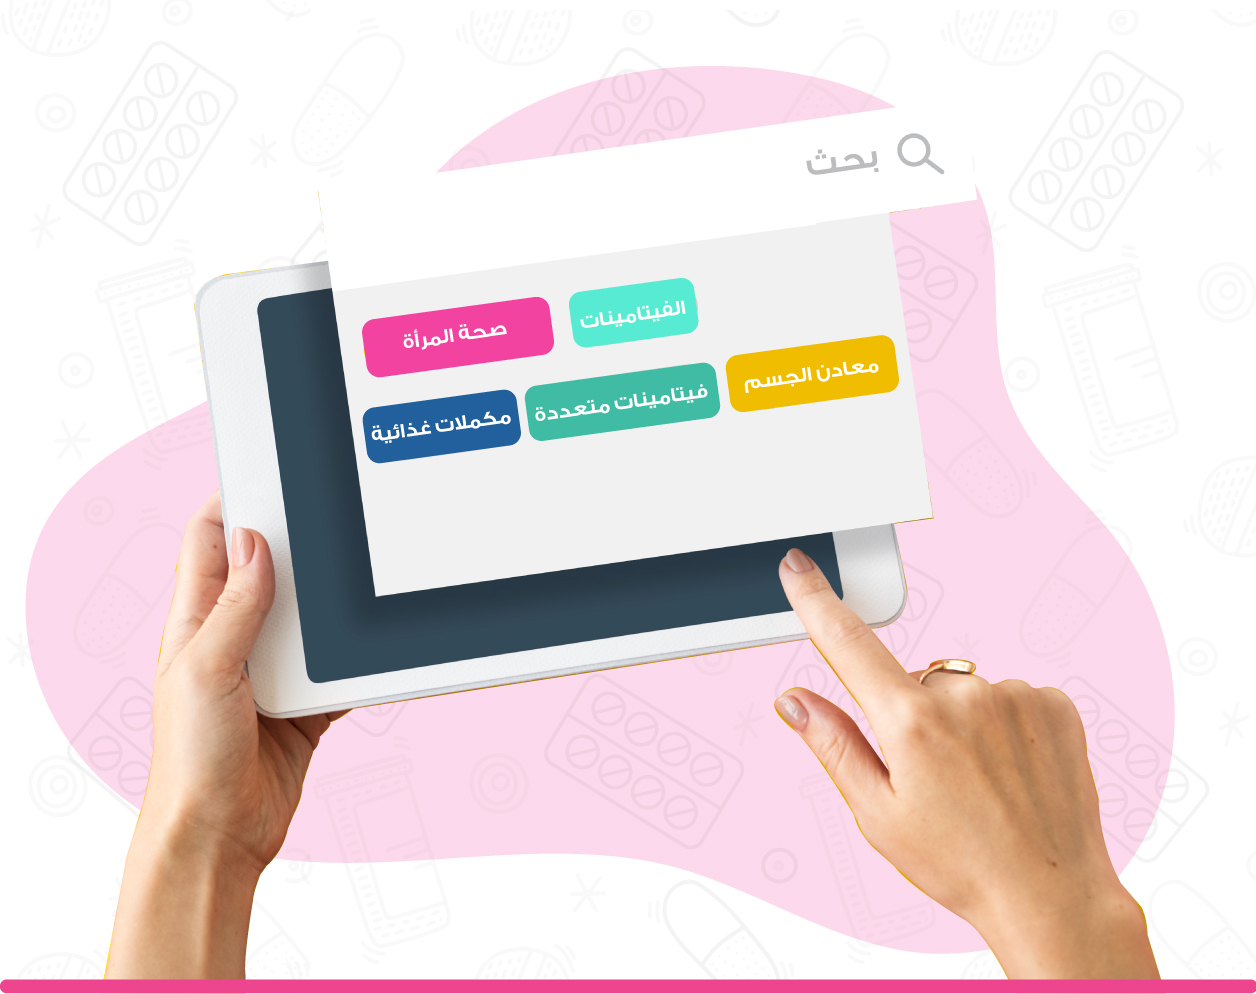 بحث
الفيتامينات
صحة المرأة
معادن الجسم
فيتامينات متعددة
مكملات غذائية